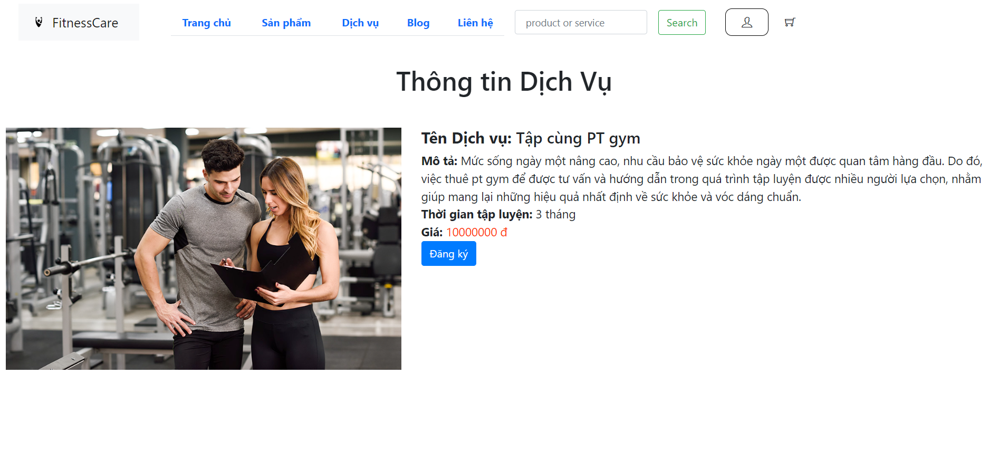 FitnessCare
Trang chủ
Sản phẩm
Dịch vụ
Blog
Liên hệ
product or service
Search
Thông tin Dịch Vụ
Tên Dịch vụ: Tập cùng PT gym
Mô tả: Mức sống ngày một nâng cao, nhu cầu bảo vệ sức khỏe ngày một được quan tâm hàng đầu. Do đó,
việc thuê pt gym để được tư vấn và hướng dẫn trong quá trình tập luyện được nhiều người lựa chọn, nhằm
giúp mang lại những hiệu quả nhất định về sức khỏe và vóc dáng chuẩn.
Thời gian tập luyện: 3 tháng
Giá: 10000000 đ
Đăng ký